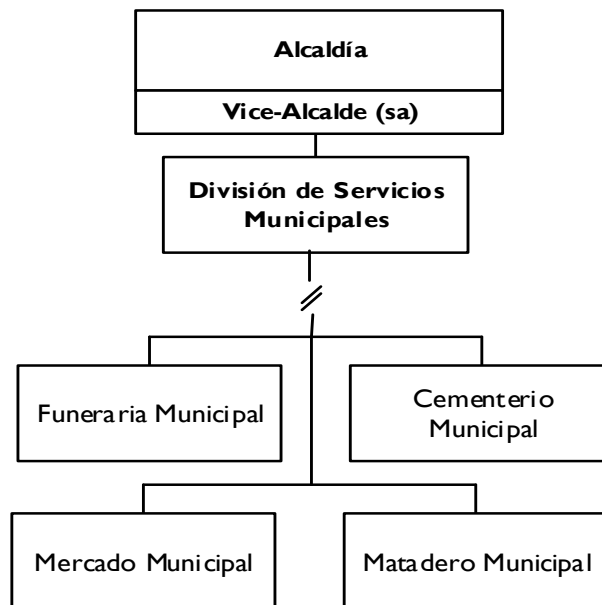 Alcaldía
Vice-Alcalde (sa)
División de Servicios
Municipales
Funeraria Municipal
Cementerio
Municipal
Mercado Municipal
Matadero Municipal